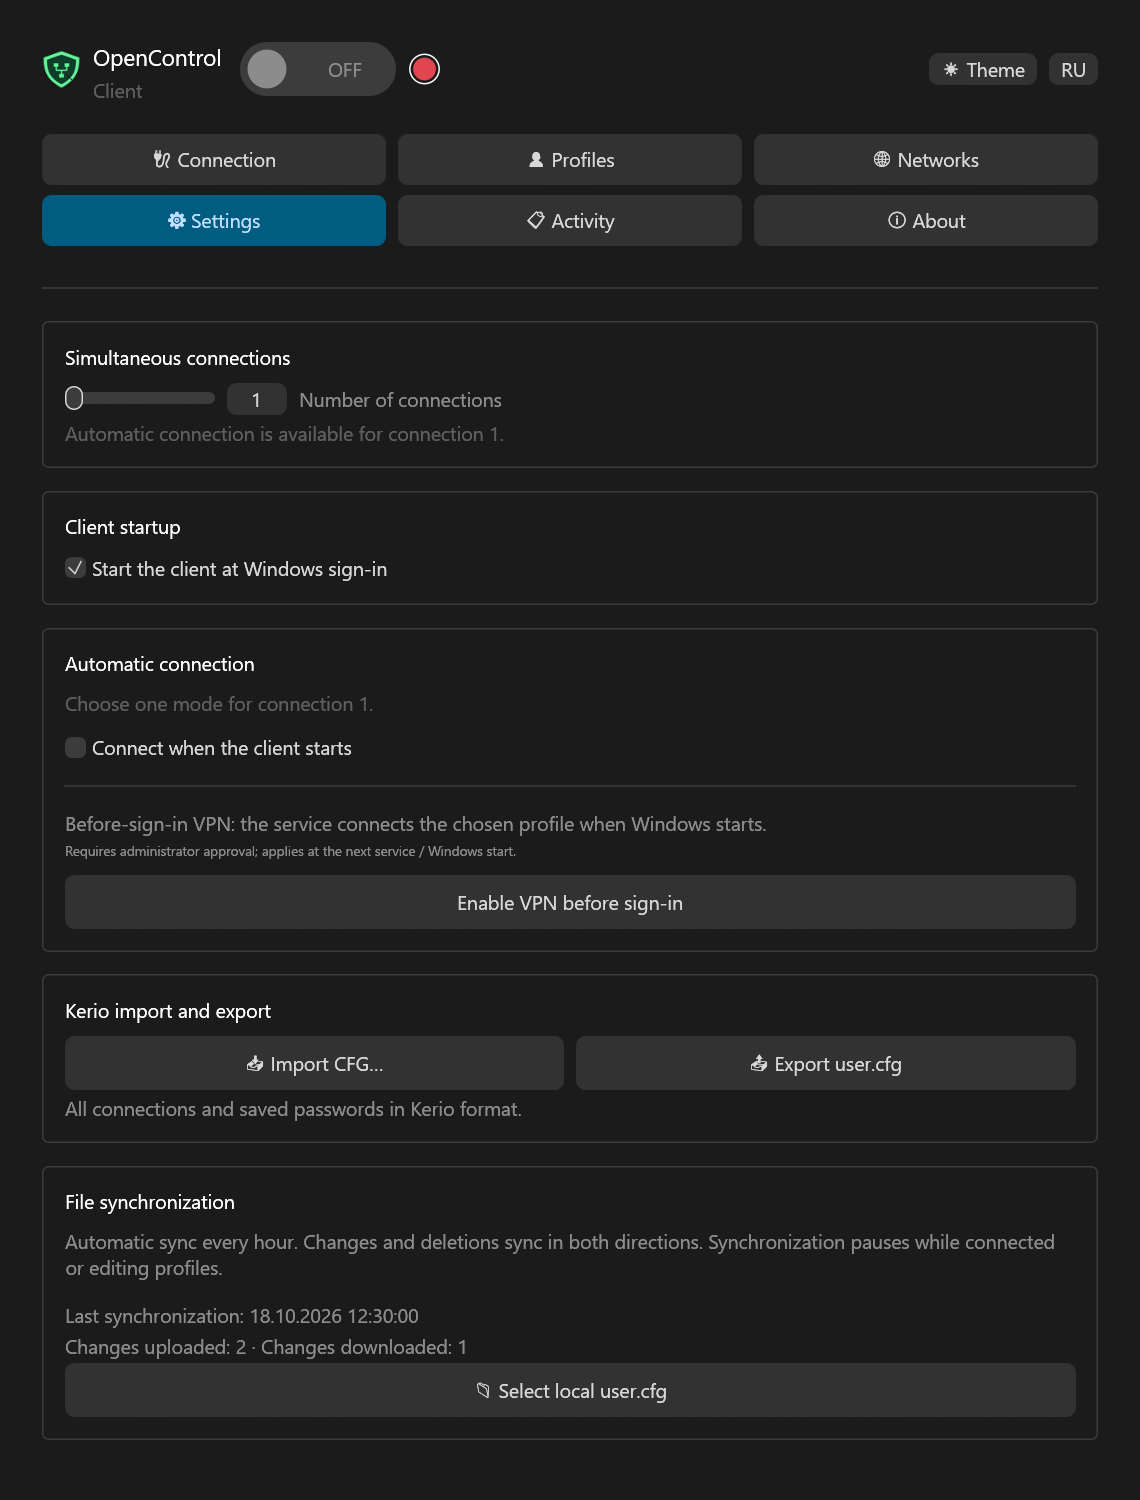 OpenControl
Client
OFF
Theme
RU
Connection
Profiles
Networks
Settings
Activity
About
Simultaneous connections
1
Number of connections
Automatic connection is available for connection 1.
Client startup
Start the client at Windows sign-in
Automatic connection
Choose one mode for connection 1.
Connect when the client starts
Before-sign-in VPN: the service connects the chosen profile when Windows starts.
Requires administrator approval; applies at the next service / Windows start.
Enable VPN before sign-in
Kerio import and export
Import CFG...
Export user.cfg
All connections and saved passwords in Kerio format.
File synchronization
Automatic sync every hour. Changes and deletions sync in both directions. Synchronization pauses while connected
or editing profiles.
Last synchronization: 18.10.2026 12:30:00
Changes uploaded: 2 · Changes downloaded: 1
Select local user.cfg